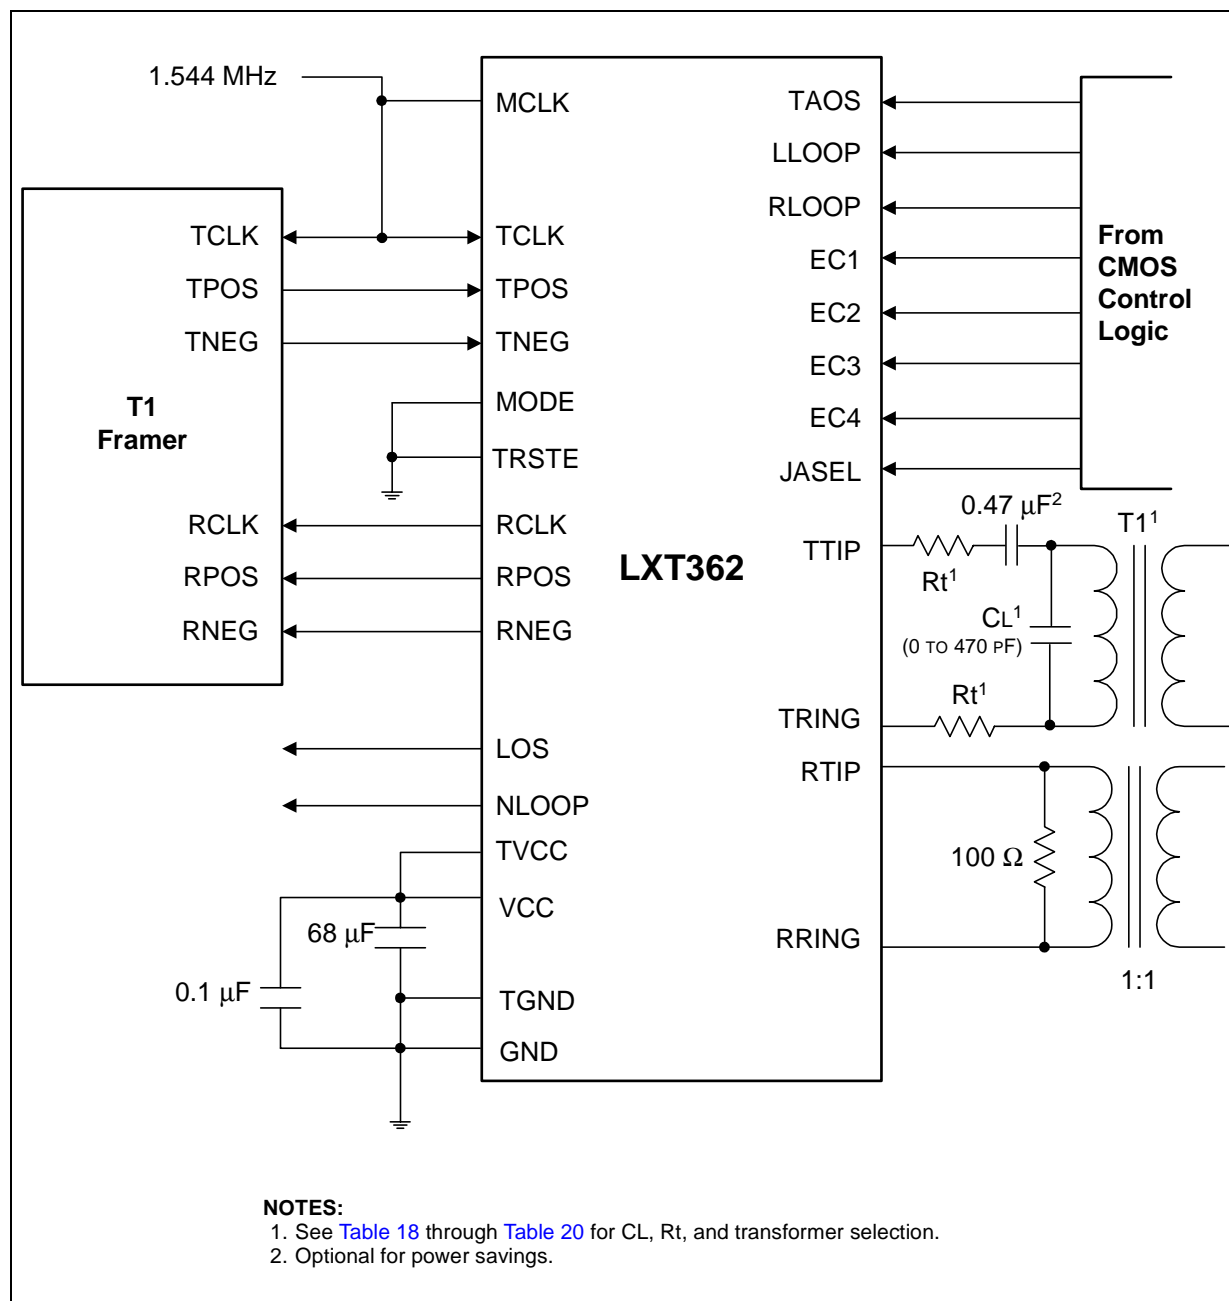 1.544 MHz
MCLK
TCLK
TPOS
TNEG
T1
Framer
RCLK
RPOS
RNEG
TCLK
TPOS
TNEG
MODE
TRSTE
RCLK
RPOS
RNEG
LOS
NLOOP
TVCC
VCC
68 μF
0.1 μF
TGND
GND
LXT362
TAOS
LLOOP
RLOOP
EC1
EC2
EC3
EC4
JASEL
From
CMOS
Control
Logic
TTIP
0.47 μF²
T1¹
Rt¹
CL¹
(0 TO 470 PF)
Rt¹
TRING
RTIP
100 Ω
RRING
1:1
NOTES:
1. See Table 18 through Table 20 for CL, Rt, and transformer selection.
2. Optional for power savings.